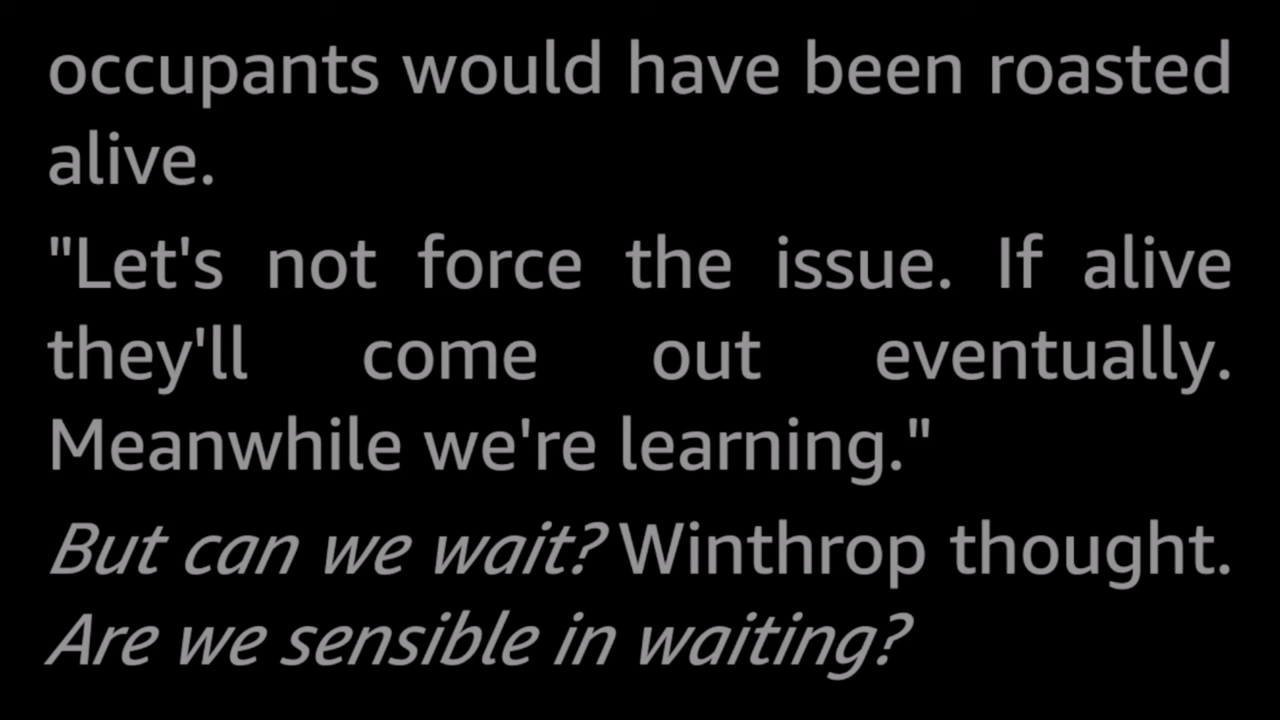 occupants would have been roasted
alive.
"Let's not force the issue. If alive
they'll come out eventually.
Meanwhile we're learning."
But can we wait? Winthrop thought.
Are we sensible in waiting?